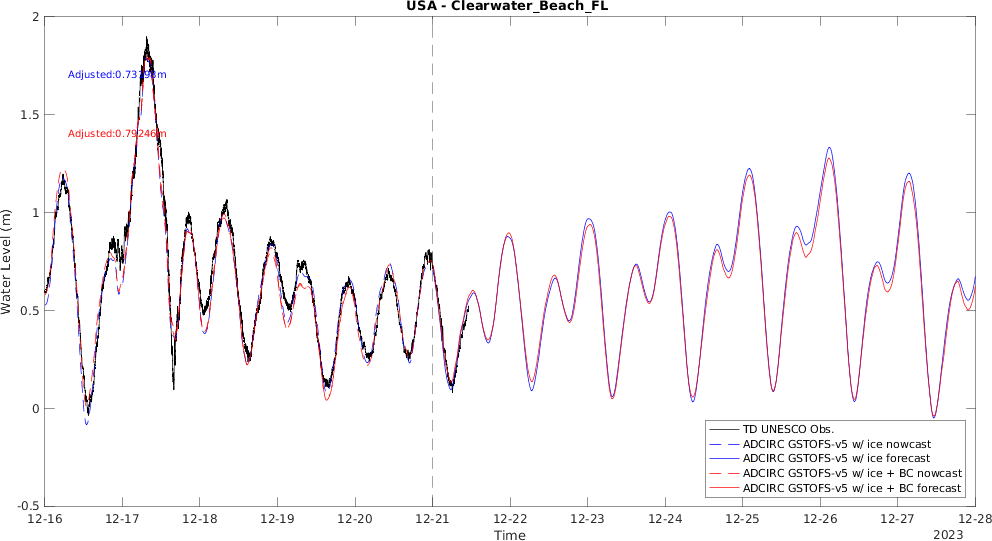 USA - Clearwater_Beach_FL
2
1.5
1
0.5
0
-0.5
Water Level (m)
Adjusted:0.79246m
12-16
12-17
12-18
12-19
12-20
12-21
12-22
12-23
12-24
12-25
12-26
12-27
12-28
Time
2023
TD UNESCO Obs.
ADCIRC GSTOFS-v5 w/ ice nowcast
ADCIRC GSTOFS-v5 w/ ice forecast
ADCIRC GSTOFS-v5 w/ ice + BC nowcast
ADCIRC GSTOFS-v5 w/ ice + BC forecast